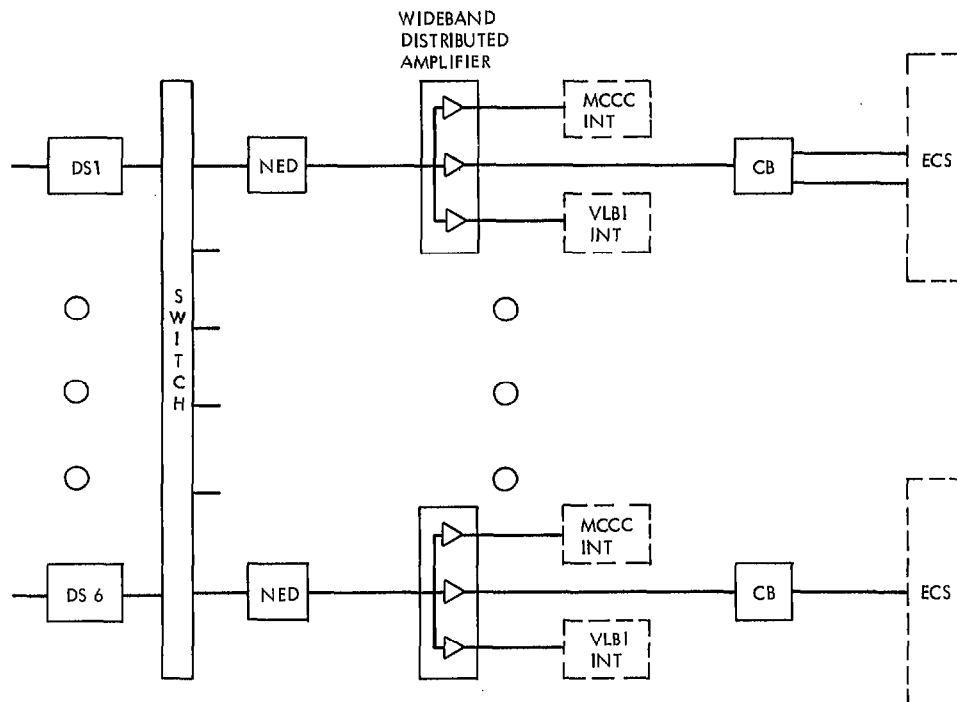 WIDEBAND
DISTRIBUTED
AMPLIFIER
MCCC
INT
DS1
NED
CB
ECS
VLBI
INT
SWITCH
MCCC
INT
DS 6
NED
CB
ECS
VLBI
INT